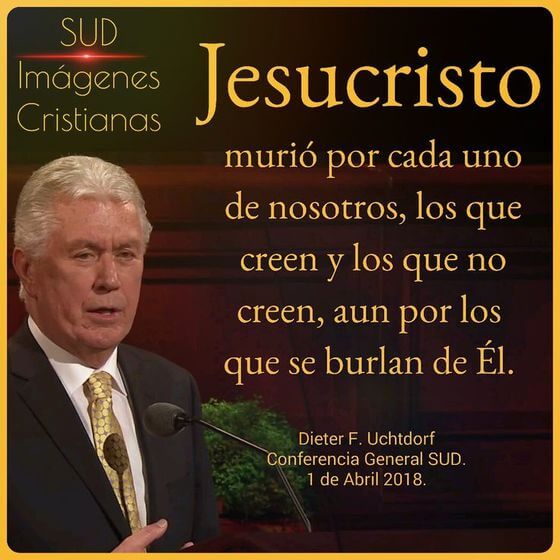 SUD
Imágenes
Cristianas
Jesucristo
murió por cada uno
de nosotros, los que
creen y los que no
creen, aun por los
que se burlan de Él.
Dieter F. Uchtdorf
Conferencia General SUD.
1 de Abril 2018.